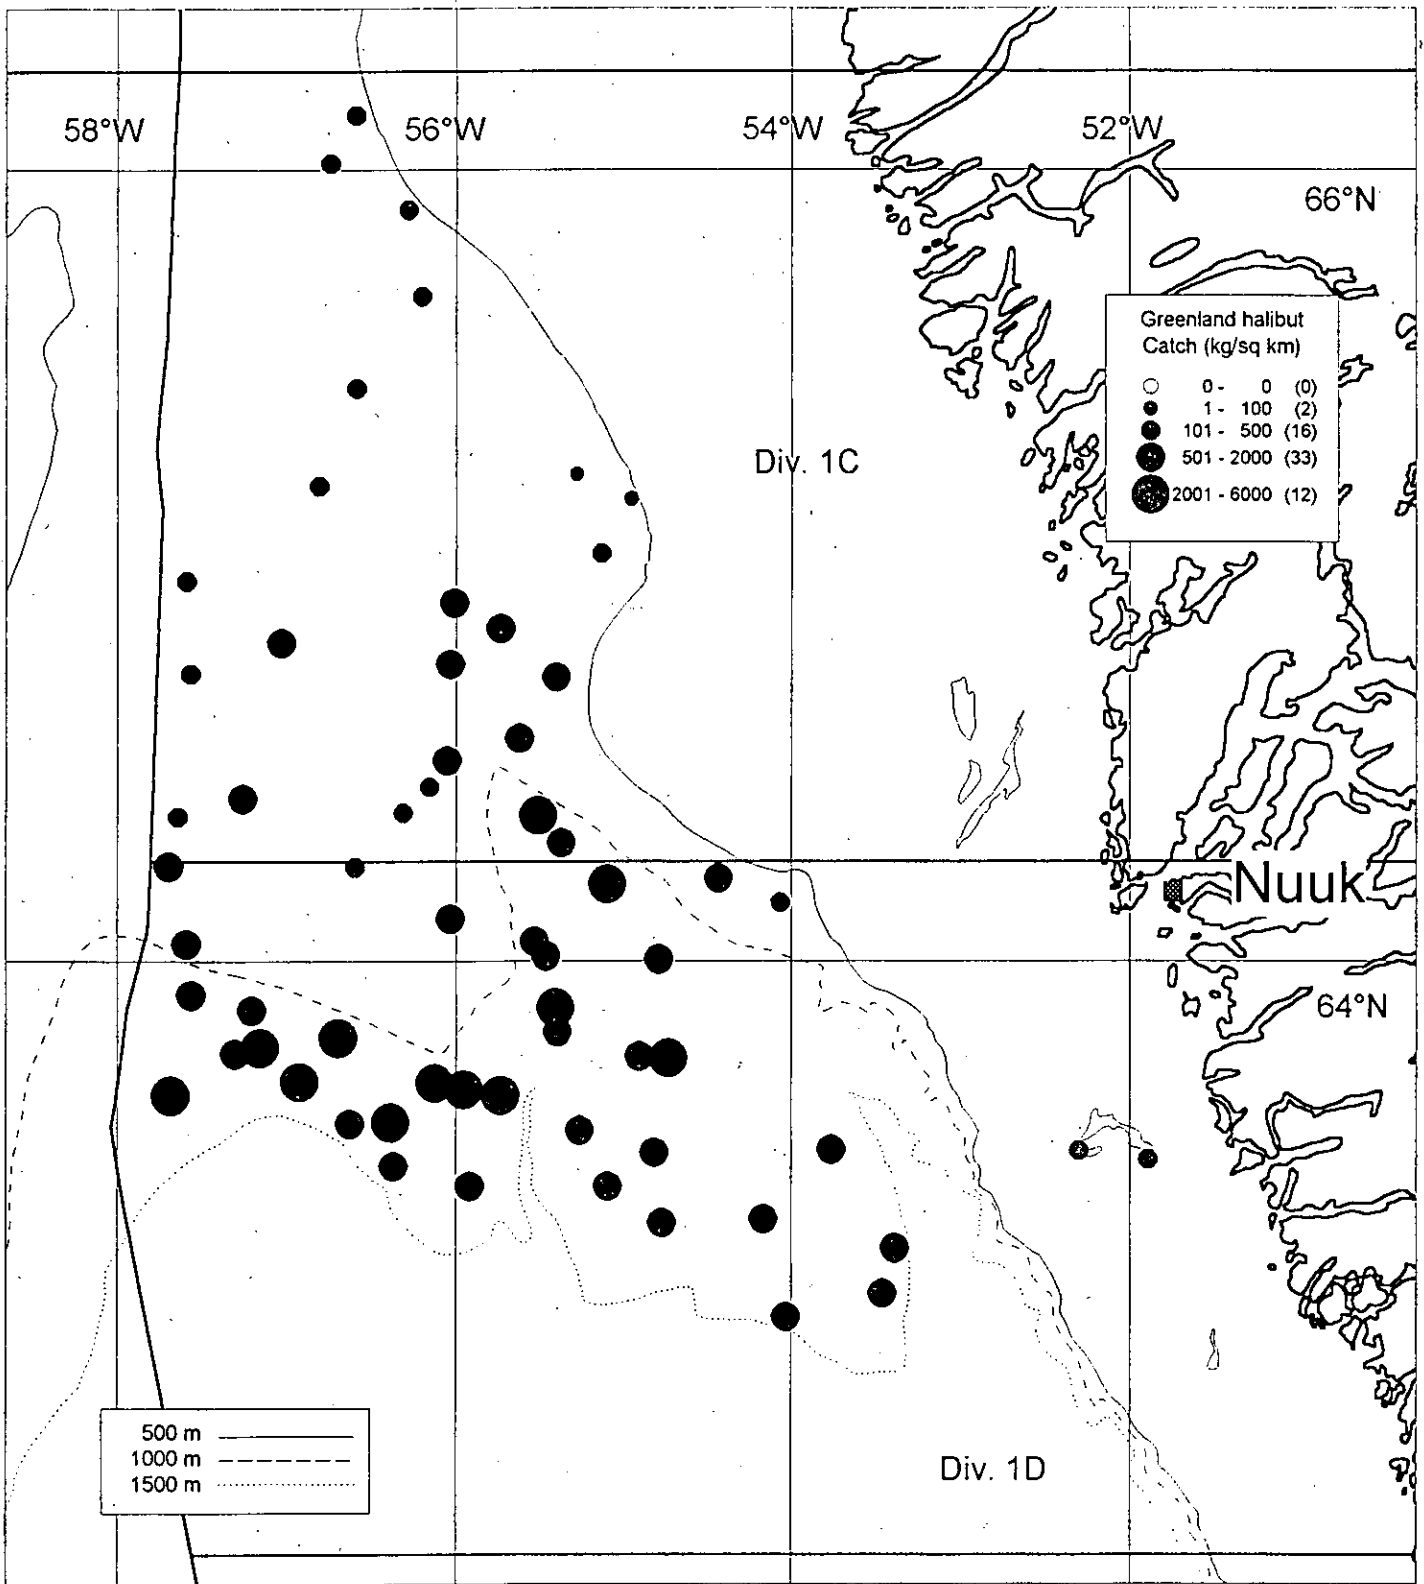 58°W 56°W 54°W 52°W
66°N
Greenland halibut
Catch (kg/sq km)
0 - 0 (0)
1 - 100 (2)
101 - 500 (16)
501 - 2000 (33)
2001 - 6000 (12)
Div. 1C
Nuuk
64°N
500 m
1000 m
1500 m
Div. 1D